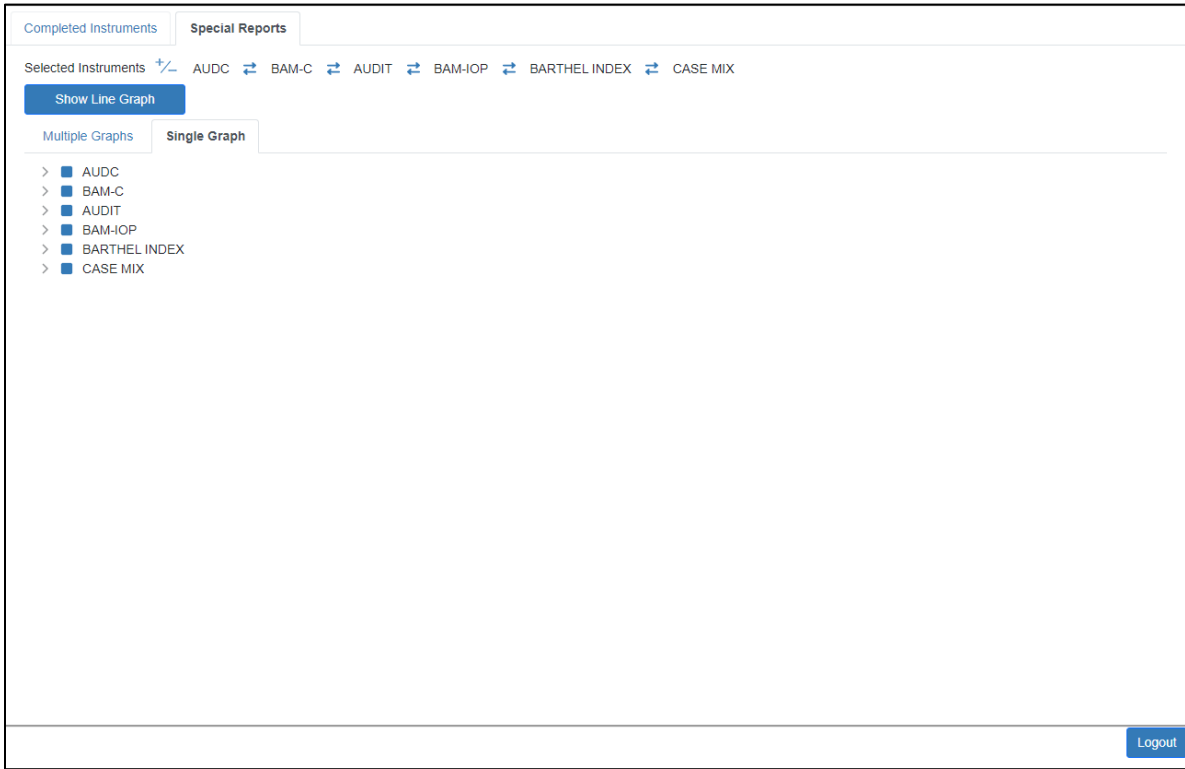 Completed Instruments Special Reports
Selected Instruments +/− AUDC ⇄ BAM-C ⇄ AUDIT ⇄ BAM-IOP ⇄ BARTHEL INDEX ⇄ CASE MIX
Show Line Graph
Multiple Graphs Single Graph
AUDC
BAM-C
AUDIT
BAM-IOP
BARTHEL INDEX
CASE MIX
Logout